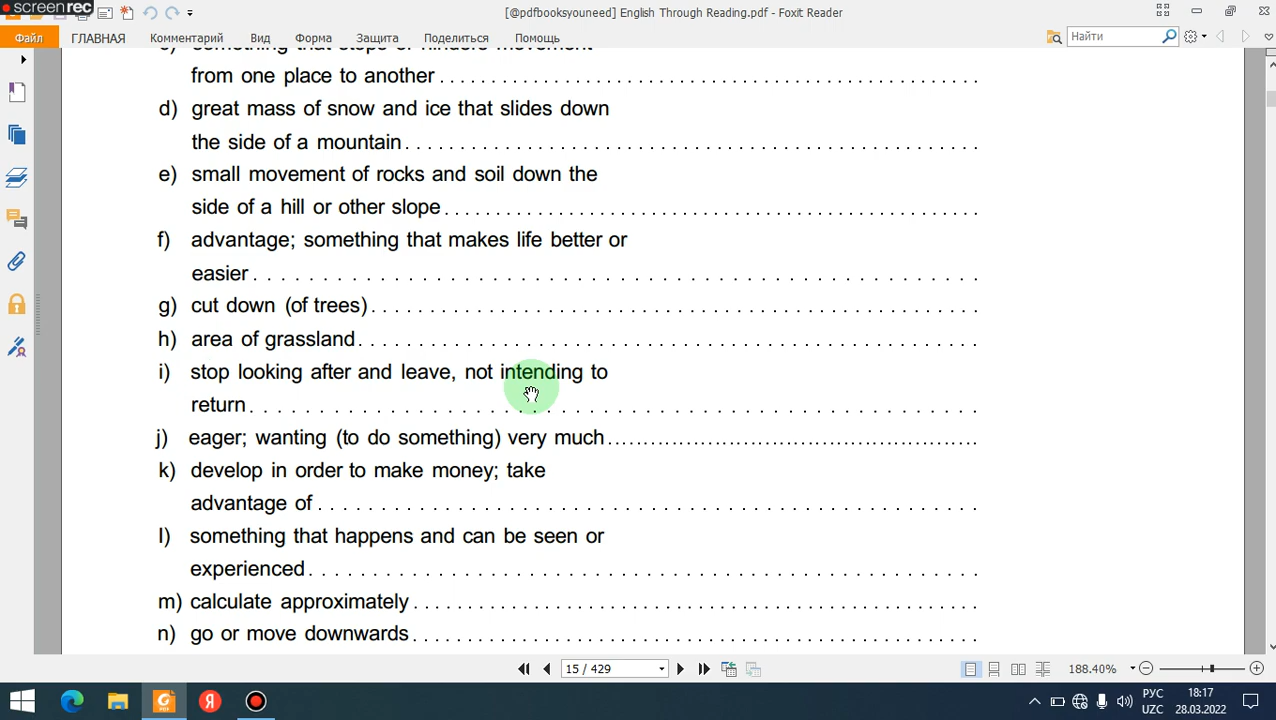 screenrec
[@pdfbooksyouneed] English Through Reading.pdf - Foxit Reader
Файл ГЛАВНАЯ Комментарий Вид Форма Защита Поделиться Помощь Найти
c) something that stops or hinders movement
from one place to another
d) great mass of snow and ice that slides down
the side of a mountain
e) small movement of rocks and soil down the
side of a hill or other slope
f) advantage; something that makes life better or
easier
g) cut down (of trees)
h) area of grassland
i) stop looking after and leave, not intending to
return
j) eager; wanting (to do something) very much
k) develop in order to make money; take
advantage of
l) something that happens and can be seen or
experienced
m) calculate approximately
n) go or move downwards
15 / 429 188.40%
РУС 18:17
UZC 28.03.2022